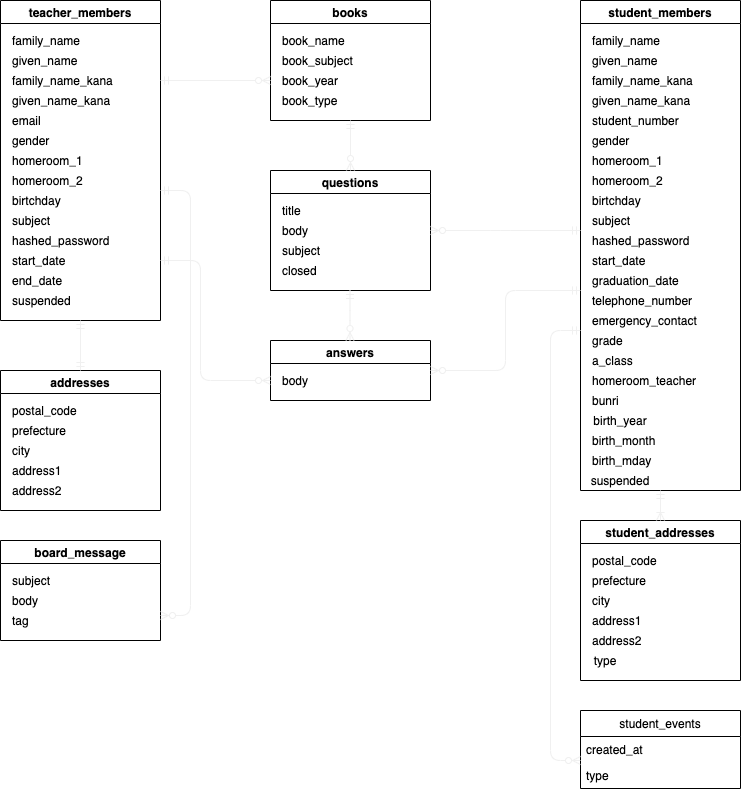 teacher_members
family_name
given_name
family_name_kana
given_name_kana
email
gender
homeroom_1
homeroom_2
birtchday
subject
hashed_password
start_date
end_date
suspended
addresses
postal_code
prefecture
city
address1
address2
board_message
subject
body
tag
books
book_name
book_subject
book_year
book_type
questions
title
body
subject
closed
answers
body
student_members
family_name
given_name
family_name_kana
given_name_kana
student_number
gender
homeroom_1
homeroom_2
birtchday
subject
hashed_password
start_date
graduation_date
telephone_number
emergency_contact
grade
a_class
homeroom_teacher
bunri
birth_year
birth_month
birth_mday
suspended
student_addresses
postal_code
prefecture
city
address1
address2
type
student_events
created_at
type